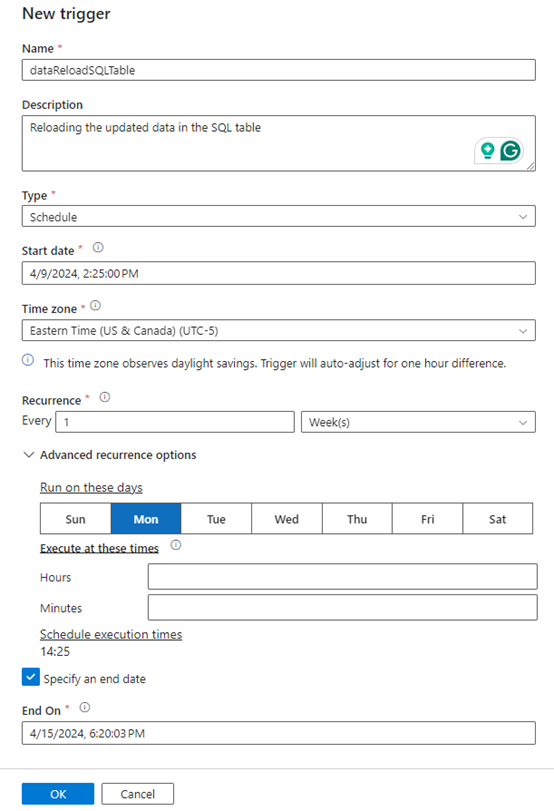 New trigger
Name *
dataReloadSQLTable
Description
Reloading the updated data in the SQL table
Type *
Schedule
Start date *
4/9/2024, 2:25:00 PM
Time zone *
Eastern Time (US & Canada) (UTC-5)
This time zone observes daylight savings. Trigger will auto-adjust for one hour difference.
Recurrence *
Every 1 Week(s)
Advanced recurrence options
Run on these days
Sun Mon Tue Wed Thu Fri Sat
Execute at these times
Hours
Minutes
Schedule execution times
14:25
Specify an end date
End On *
4/15/2024, 6:20:03 PM
OK Cancel